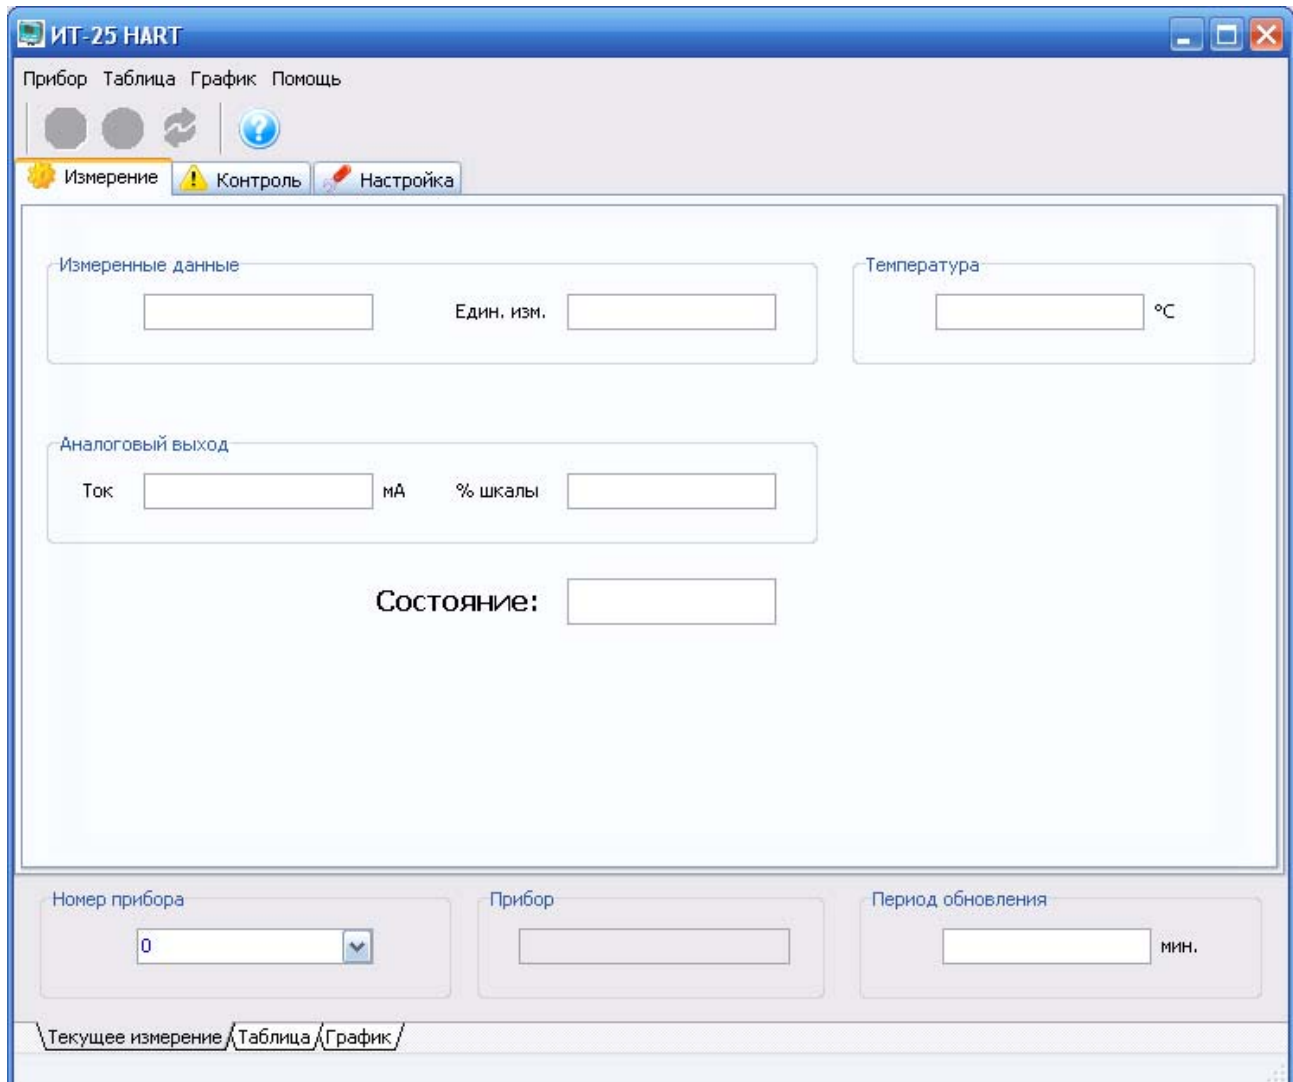 ИТ-25 HART
Прибор Таблица График Помощь
Измерение Контроль Настройка
Измеренные данные Температура
Един. изм. °C
Аналоговый выход
Ток мА % шкалы
Состояние:
Номер прибора Прибор Период обновления
0 мин.
Текущее измерение Таблица График